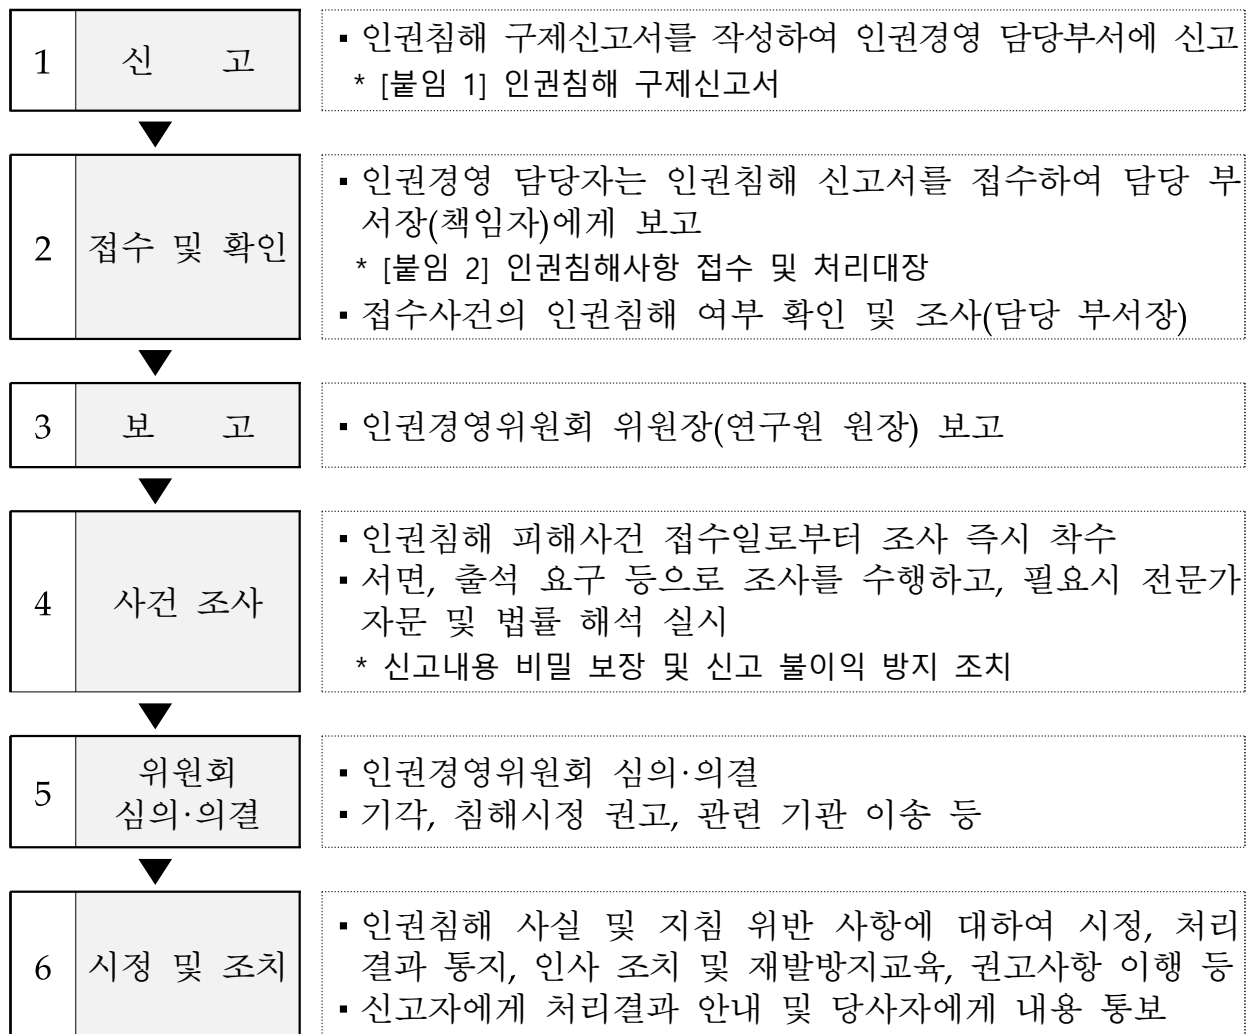 1
신 고
▪ 인권침해 구제신고서를 작성하여 인권경영 담당부서에 신고
* [붙임 1] 인권침해 구제신고서
▼
2
접수 및 확인
▪ 인권경영 담당자는 인권침해 신고서를 접수하여 담당 부
서장(책임자)에게 보고
* [붙임 2] 인권침해사항 접수 및 처리대장
▪ 접수사건의 인권침해 여부 확인 및 조사(담당 부서장)
▼
3
보 고
▪ 인권경영위원회 위원장(연구원 원장) 보고
▼
4
사건 조사
▪ 인권침해 피해사건 접수일로부터 조사 즉시 착수
▪ 서면, 출석 요구 등으로 조사를 수행하고, 필요시 전문가
자문 및 법률 해석 실시
* 신고내용 비밀 보장 및 신고 불이익 방지 조치
▼
5
위원회
심의·의결
▪ 인권경영위원회 심의·의결
▪ 기각, 침해시정 권고, 관련 기관 이송 등
▼
6
시정 및 조치
▪ 인권침해 사실 및 지침 위반 사항에 대하여 시정, 처리
결과 통지, 인사 조치 및 재발방지교육, 권고사항 이행 등
▪ 신고자에게 처리결과 안내 및 당사자에게 내용 통보